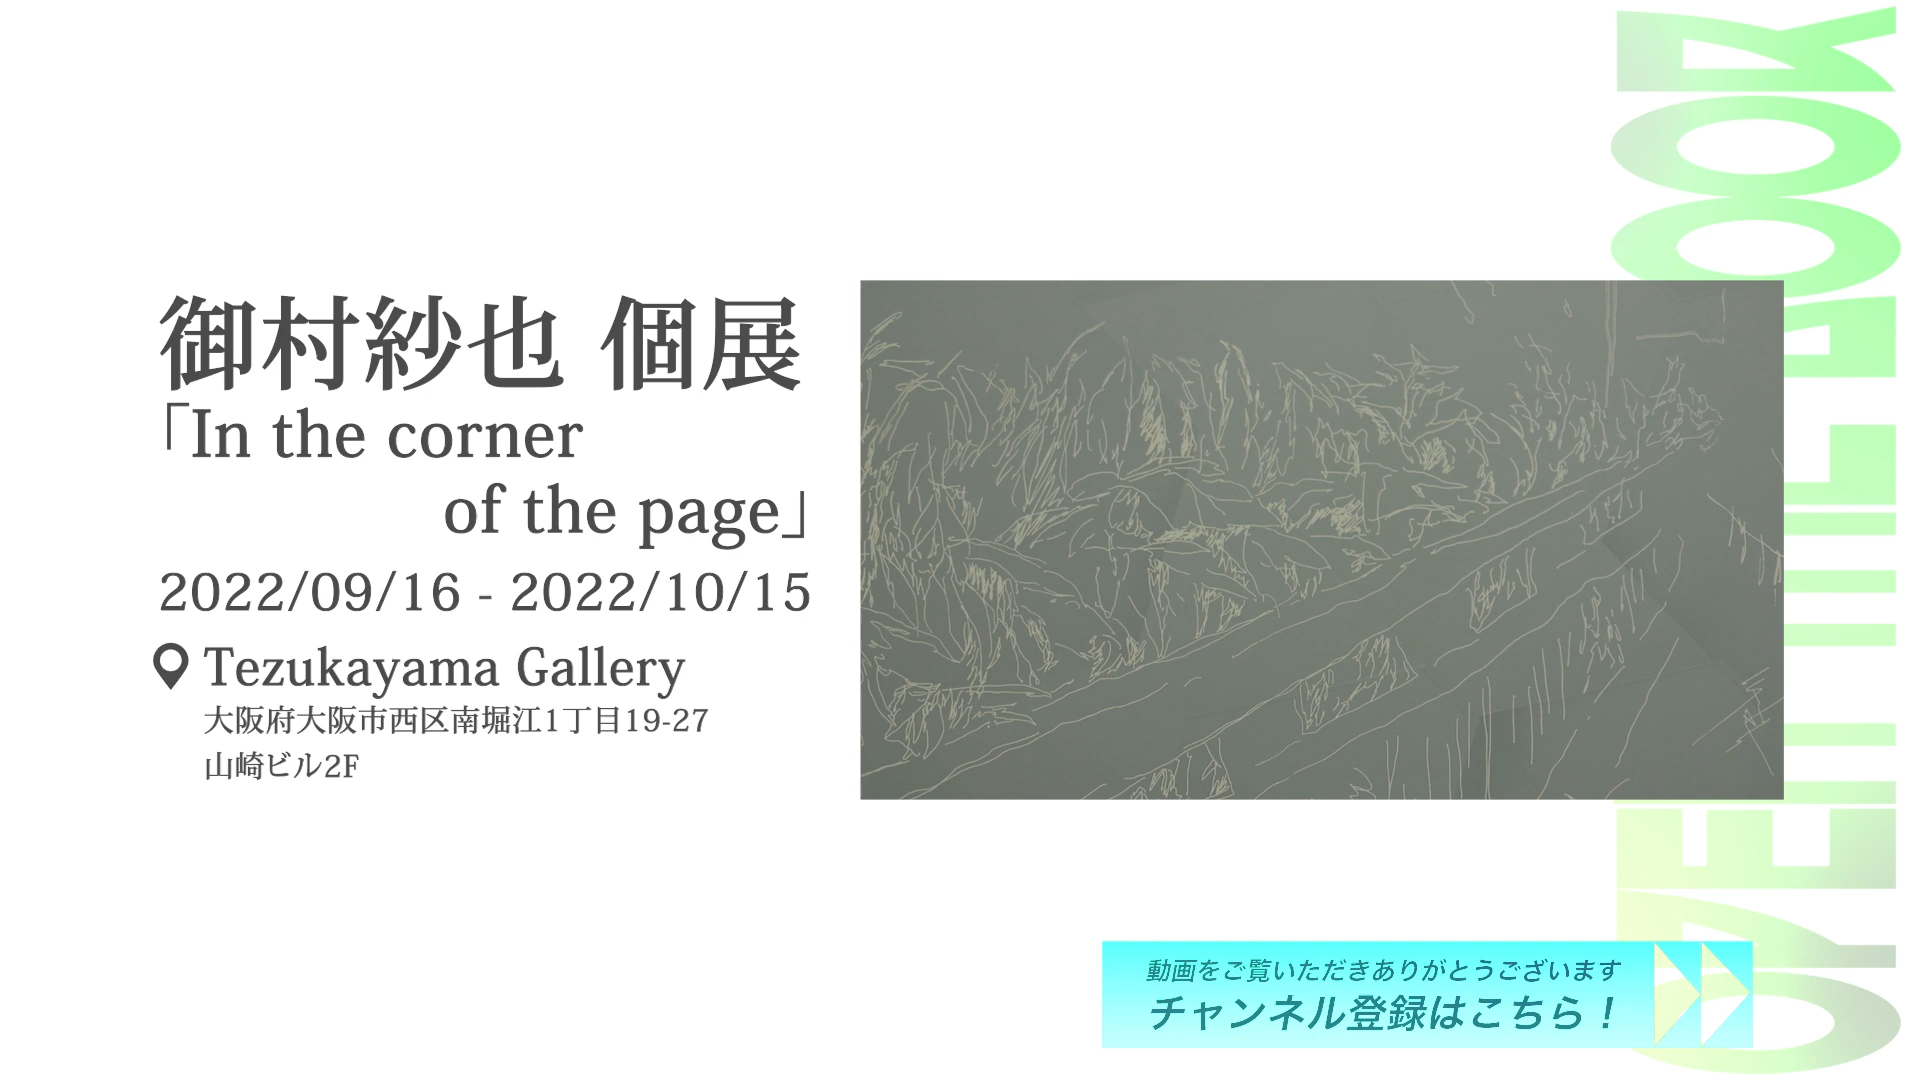 御村紗也 個展
「In the corner
of the page」
2022/09/16 - 2022/10/15
Tezukayama Gallery
大阪府大阪市西区南堀江1丁目19-27
山崎ビル2F
動画をご覧いただきありがとうございます
チャンネル登録はこちら！